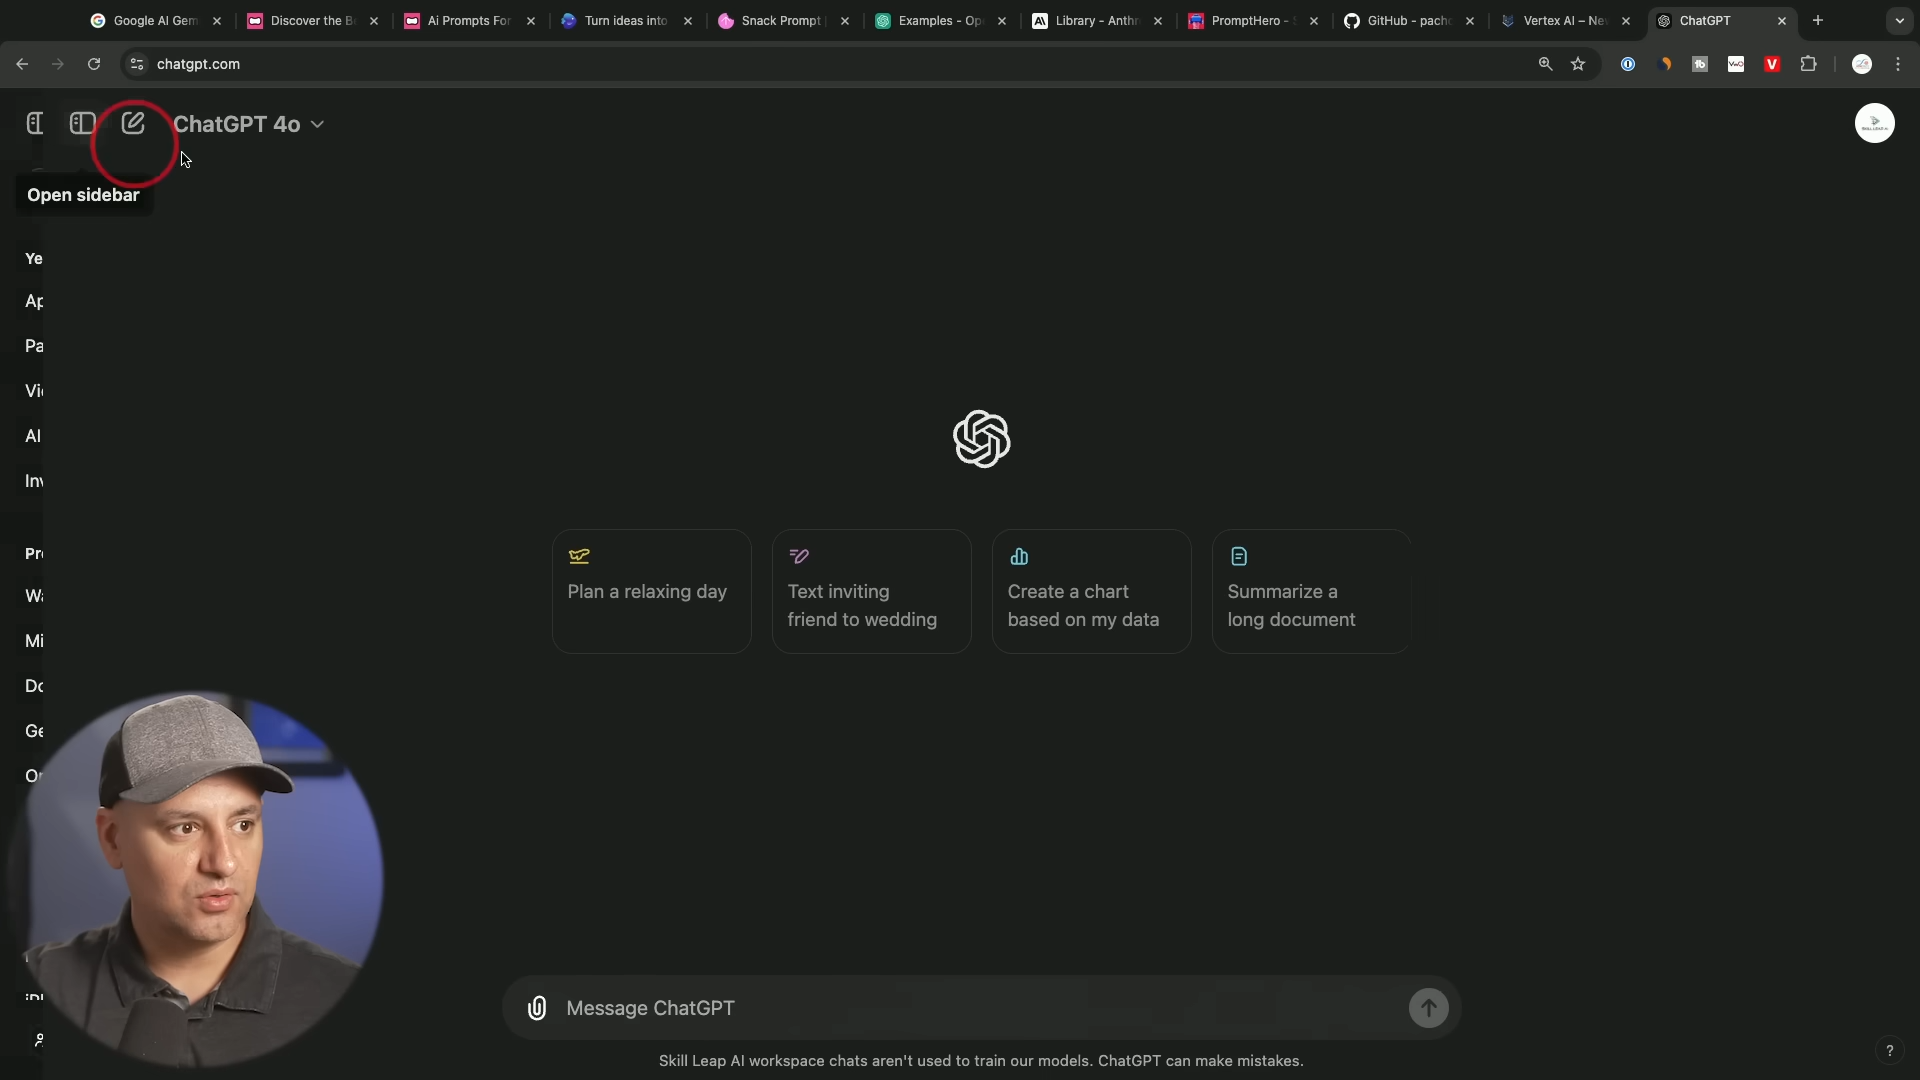 Google AI Gem
Discover the B
Ai Prompts For
Turn ideas into
Snack Prompt
Examples - Op
Library - Anthr
PromptHero - S
GitHub - pacho
Vertex AI – Ne
ChatGPT
chatgpt.com
ChatGPT 4o
Open sidebar
Ye
Ap
Pa
Vi
AI
Inv
Pr
Wa
Mi
Do
Ge
Plan a relaxing day
Text inviting
friend to wedding
Create a chart
based on my data
Summarize a
long document
Message ChatGPT
Skill Leap AI workspace chats aren't used to train our models. ChatGPT can make mistakes.
?